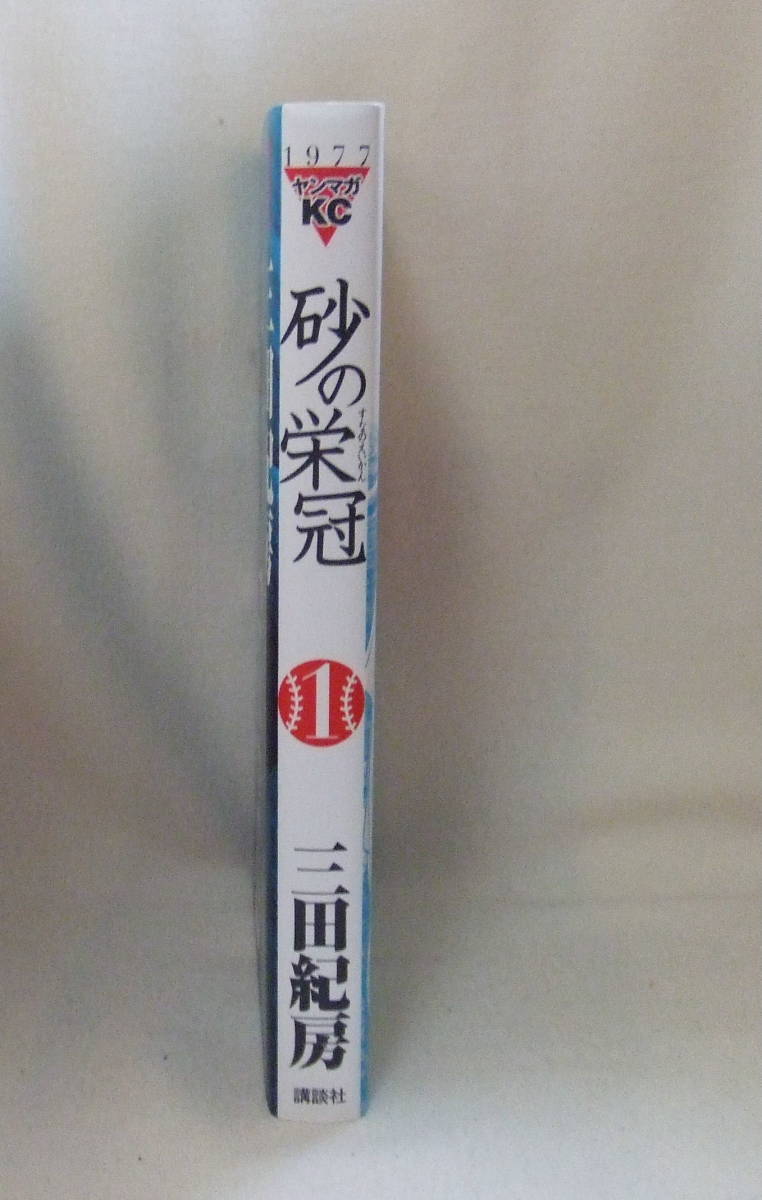 1977
ヤンマガ
KC
砂の栄冠
すなのえいかん
1
三田紀房
講談社